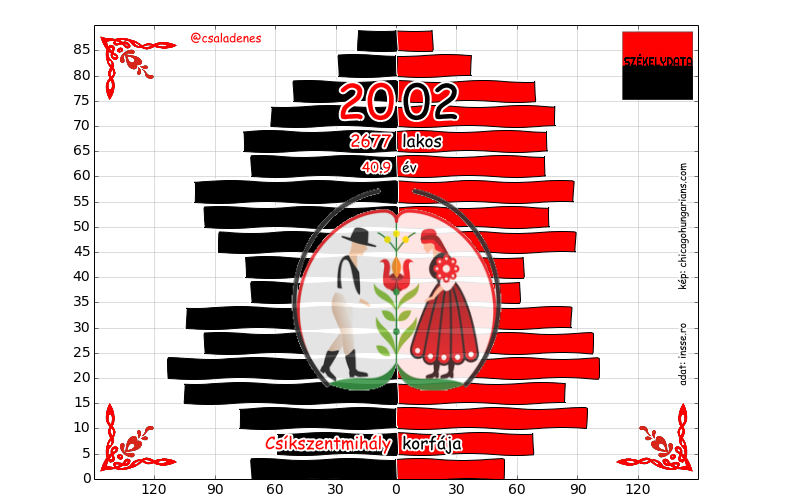 @csaladenes
SZÉKELYDATA
2002
2677 lakos
40.9 év
kép: chicagohungarians.com
adat: insse.ro
Csíkszentmihály korfája
85
80
75
70
65
60
55
50
45
40
35
30
25
20
15
10
5
0
120 90 60 30 0 30 60 90 120